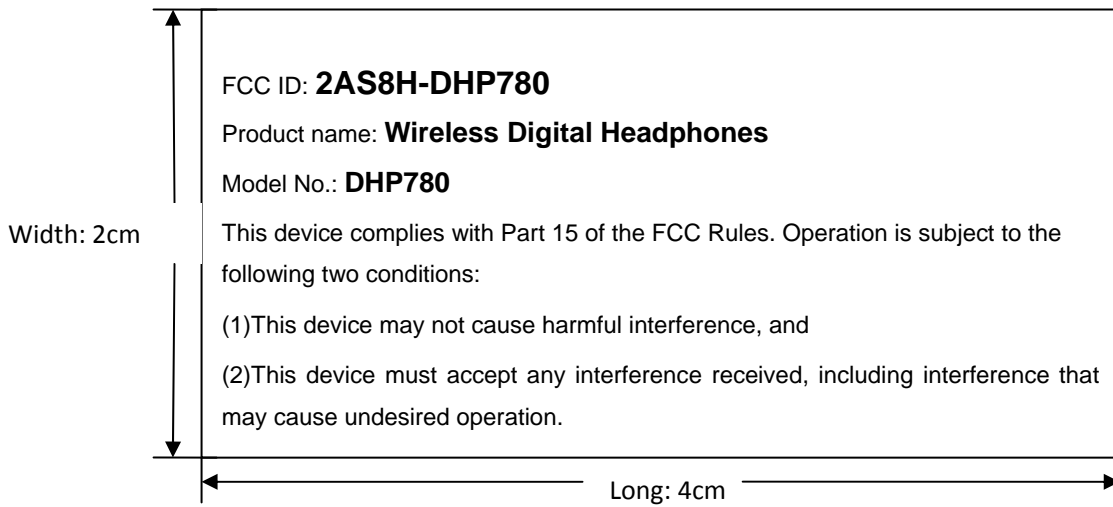 FCC ID: 2AS8H-DHP780
Product name: Wireless Digital Headphones
Model No.: DHP780
Width: 2cm
This device complies with Part 15 of the FCC Rules. Operation is subject to the
following two conditions:
(1)This device may not cause harmful interference, and
(2)This device must accept any interference received, including interference that
may cause undesired operation.
Long: 4cm